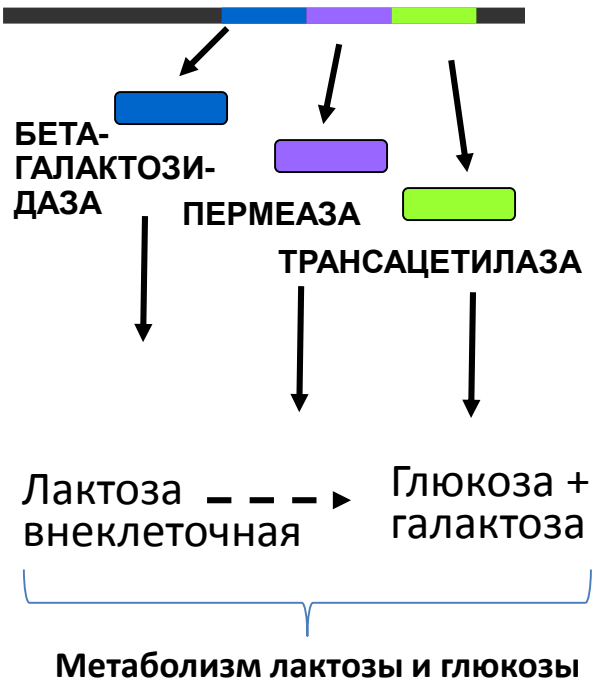 БЕТА-
ГАЛАКТОЗИ-
ДАЗА
ПЕРМЕАЗА
ТРАНСАЦЕТИЛАЗА
Лактоза
внеклеточная
Глюкоза +
галактоза
Метаболизм лактозы и глюкозы